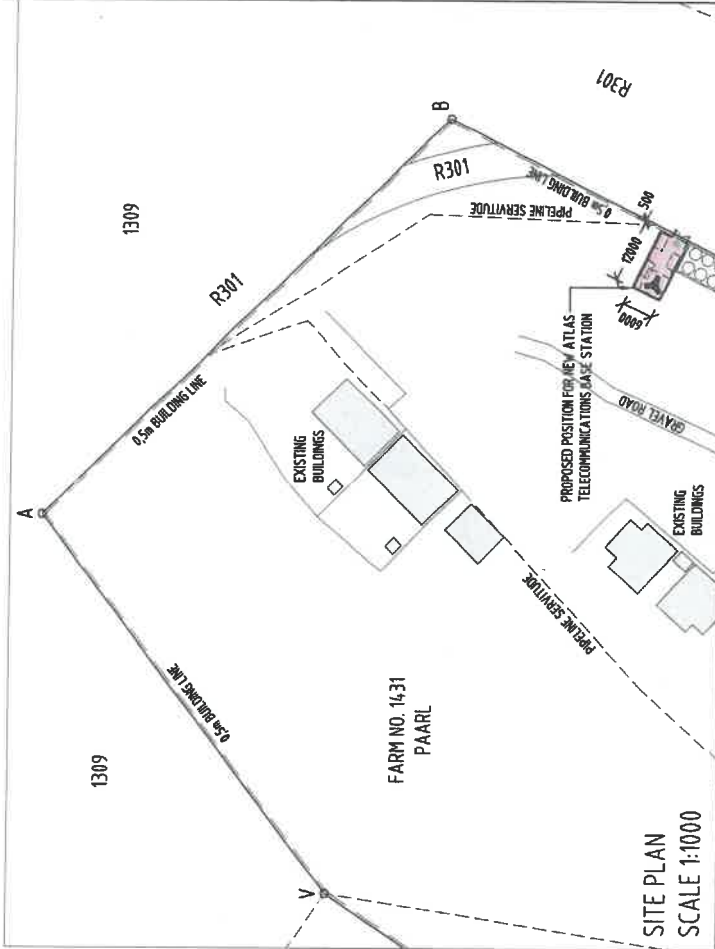 A
1309
R301
B
R301
R301
0,5m BUILDING LINE
0,5m BUILDING LINE
PIPELINE SERVITUDE
500
12000
6000
EXISTING
BUILDINGS
PROPOSED POSITION FOR NEW ATLAS
TELECOMMUNICATIONS BASE STATION
GRAVEL ROAD
EXISTING
BUILDINGS
PIPELINE SERVITUDE
0,5m BUILDING LINE
1309
FARM NO. 1431
PAARL
V
SITE PLAN
SCALE 1:1000